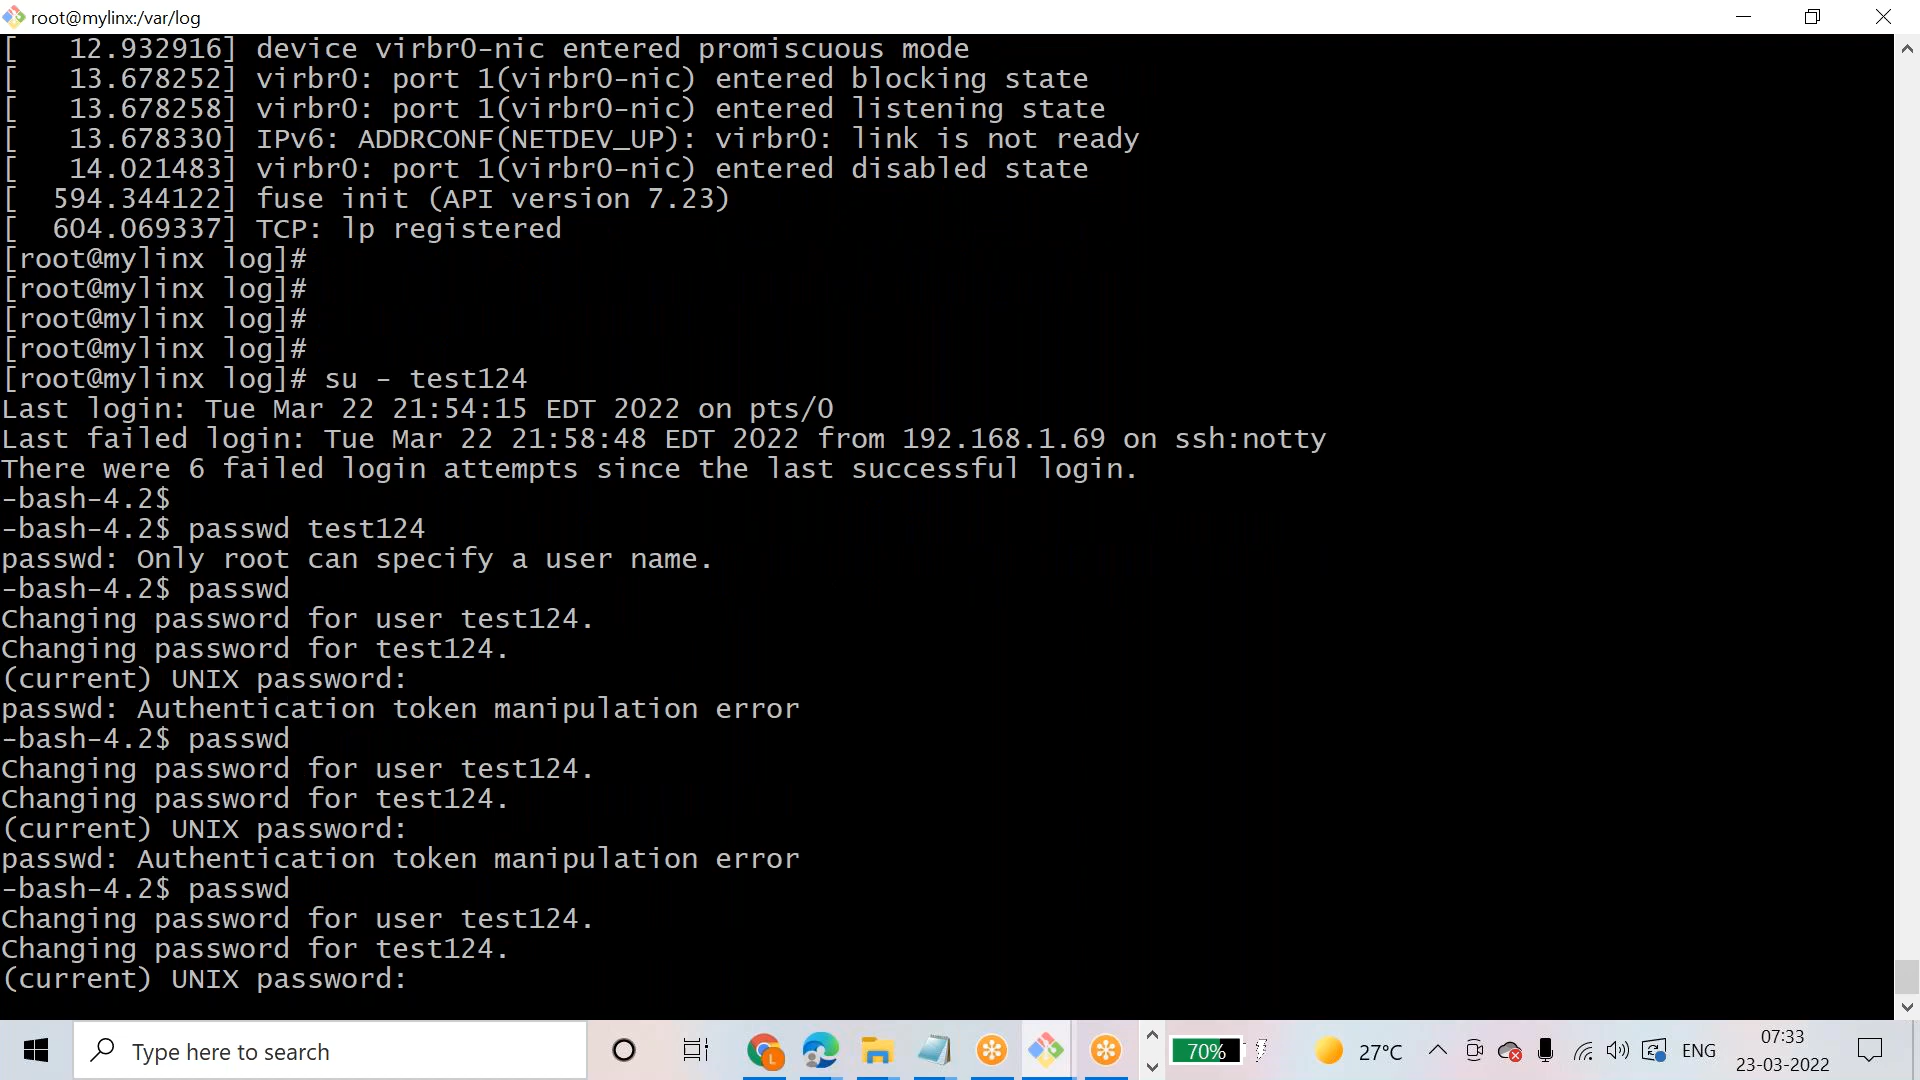 root@mylinx:/var/log
[   12.932916] device virbr0-nic entered promiscuous mode
[   13.678252] virbr0: port 1(virbr0-nic) entered blocking state
[   13.678258] virbr0: port 1(virbr0-nic) entered listening state
[   13.678330] IPv6: ADDRCONF(NETDEV_UP): virbr0: link is not ready
[   14.021483] virbr0: port 1(virbr0-nic) entered disabled state
[  594.344122] fuse init (API version 7.23)
[  604.069337] TCP: lp registered
[root@mylinx log]#
[root@mylinx log]#
[root@mylinx log]#
[root@mylinx log]#
[root@mylinx log]# su - test124
Last login: Tue Mar 22 21:54:15 EDT 2022 on pts/0
Last failed login: Tue Mar 22 21:58:48 EDT 2022 from 192.168.1.69 on ssh:notty
There were 6 failed login attempts since the last successful login.
-bash-4.2$
-bash-4.2$ passwd test124
passwd: Only root can specify a user name.
-bash-4.2$ passwd
Changing password for user test124.
Changing password for test124.
(current) UNIX password:
passwd: Authentication token manipulation error
-bash-4.2$ passwd
Changing password for user test124.
Changing password for test124.
(current) UNIX password:
passwd: Authentication token manipulation error
-bash-4.2$ passwd
Changing password for user test124.
Changing password for test124.
(current) UNIX password:
Type here to search
L
70%
27°C
ENG
07:33
23-03-2022